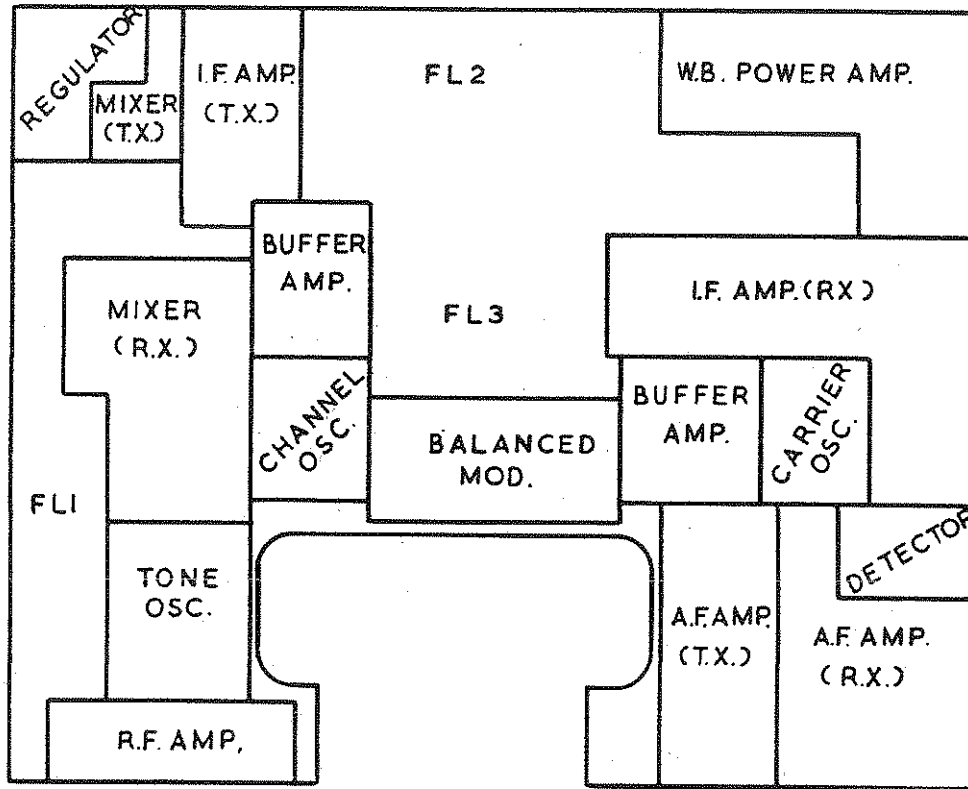 REGULATOR
MIXER
(T.X.)
I.F. AMP.
(T.X.)
FL2
W.B. POWER AMP.
BUFFER
AMP.
MIXER
(R.X.)
FL3
I.F. AMP.(RX)
CHANNEL
OSC.
BALANCED
MOD.
BUFFER
AMP.
CARRIER
OSC.
FL1
TONE
OSC.
DETECTOR
A.F.AMP.
(T.X.)
A.F. AMP.
(R.X.)
R.F. AMP,